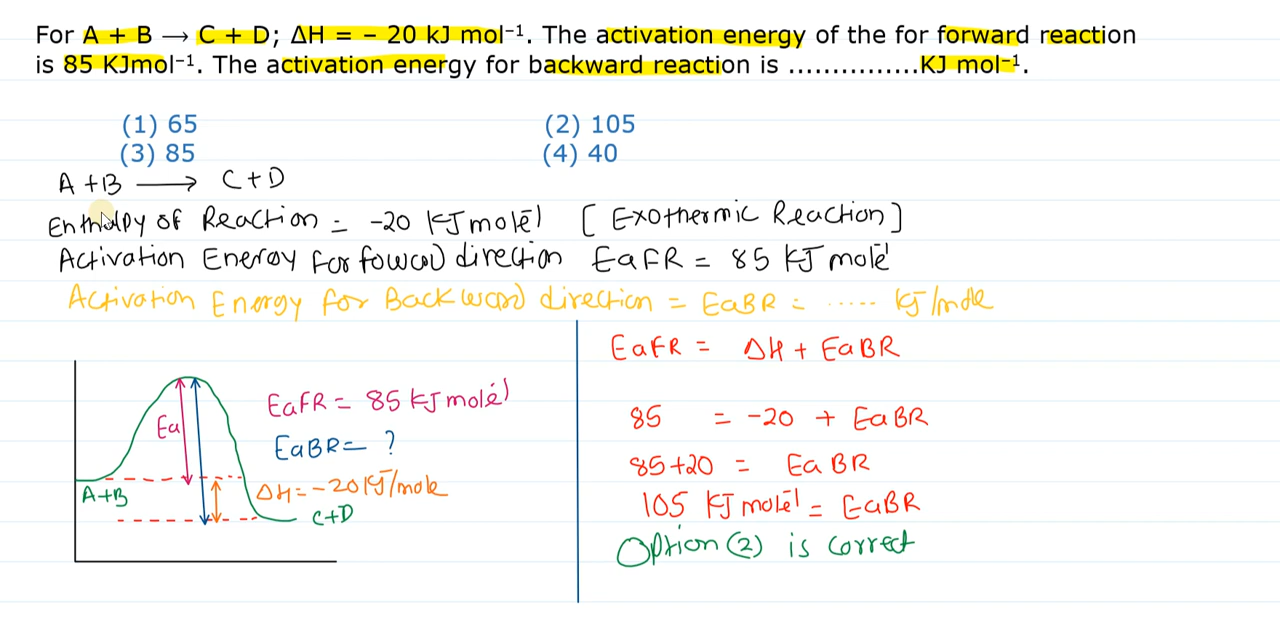 For A + B → C + D; ΔH = − 20 kJ mol⁻¹. The activation energy of the for forward reaction
is 85 KJmol⁻¹. The activation energy for backward reaction is ...............KJ mol⁻¹.
(1) 65 (2) 105
(3) 85 (4) 40
A + B → C + D
Enthalpy of Reaction = -20 KJ mole⁻¹ [Exothermic Reaction]
Activation Energy for foward direction EaFR = 85 KJ mole⁻¹
Activation Energy for Backward direction = EaBR = ..... kJ/mole
EaFR = 85 kJ mole⁻¹
Ea
EaBR = ?
ΔH = -20 KJ/mole
A+B
C+D
EaFR = ΔH + EaBR
85 = -20 + EaBR
85+20 = EaBR
105 KJ mole⁻¹ = EaBR
Option (2) is correct